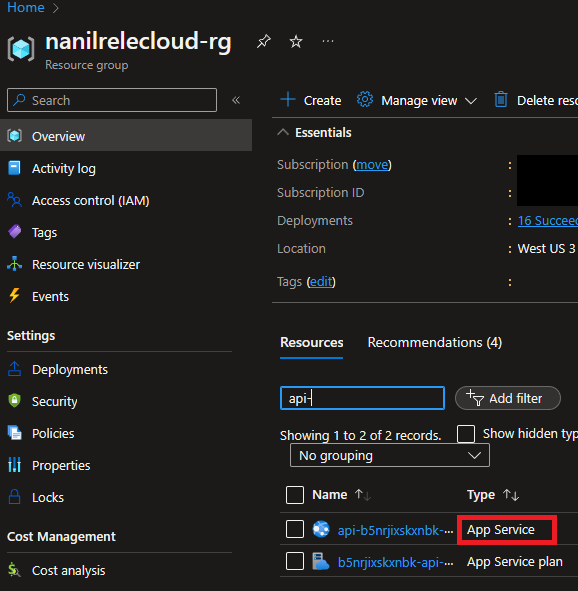 Home
nanilrelecloud-rg
Resource group
Search
Overview
Activity log
Access control (IAM)
Tags
Resource visualizer
Events
Settings
Deployments
Security
Policies
Properties
Locks
Cost Management
Cost analysis
Create Manage view Delete reso
Essentials
Subscription (move) :
Subscription ID :
Deployments : 16 Succeed
Location : West US 3
Tags (edit) :
Resources Recommendations (4)
api- Add filter
Showing 1 to 2 of 2 records. Show hidden typ
No grouping
Name Type
api-b5nrjixskxnbk-... App Service
b5nrjixskxnbk-api-... App Service plan